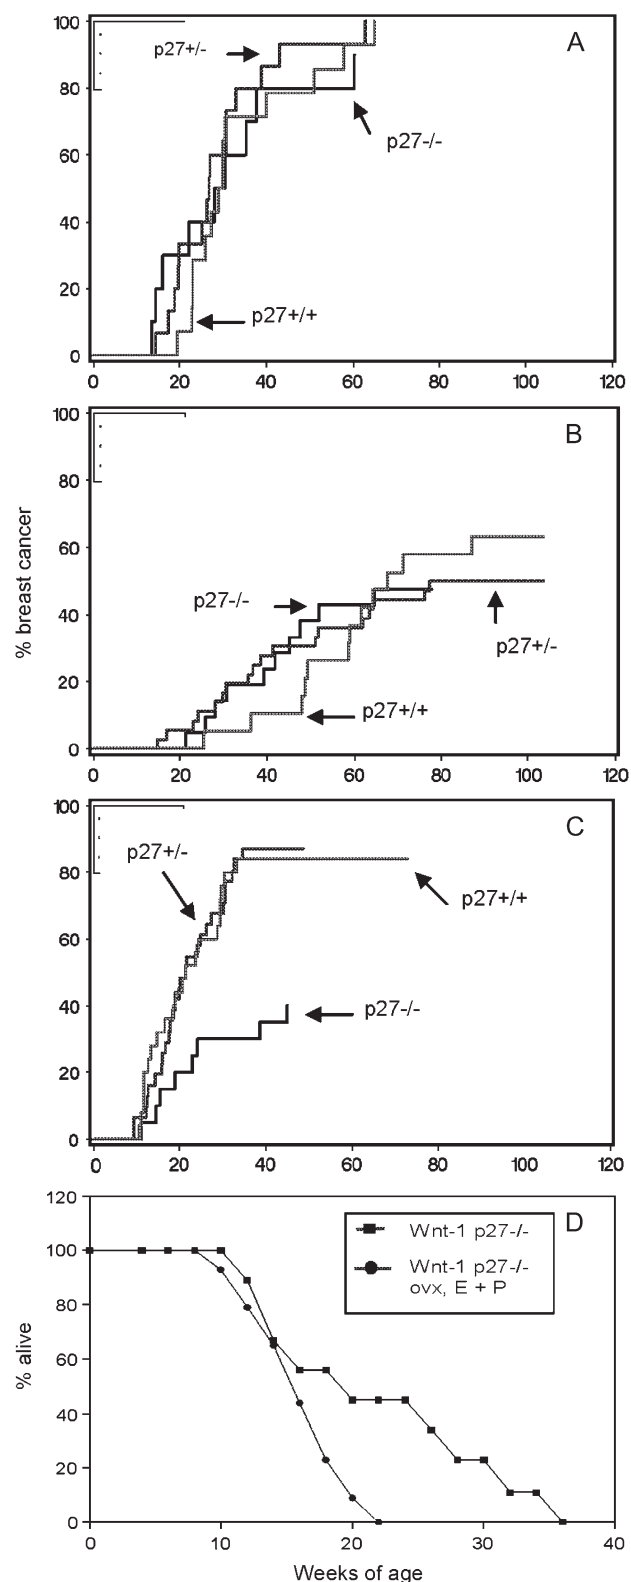 100
A
p27+/-
80
p27-/-
60
40
20
p27+/+
0
0 20 40 60 80 100 120
100
B
80
% breast cancer
60
p27-/-
40
p27+/-
20
p27+/+
0
0 20 40 60 80 100 120
100
C
p27+/-
80
p27+/+
60
40
p27-/-
20
0
0 20 40 60 80 100 120
120
D
Wnt-1 p27-/-
100
Wnt-1 p27-/-
ovx, E + P
80
% alive
60
40
20
0
0 10 20 30 40
Weeks of age